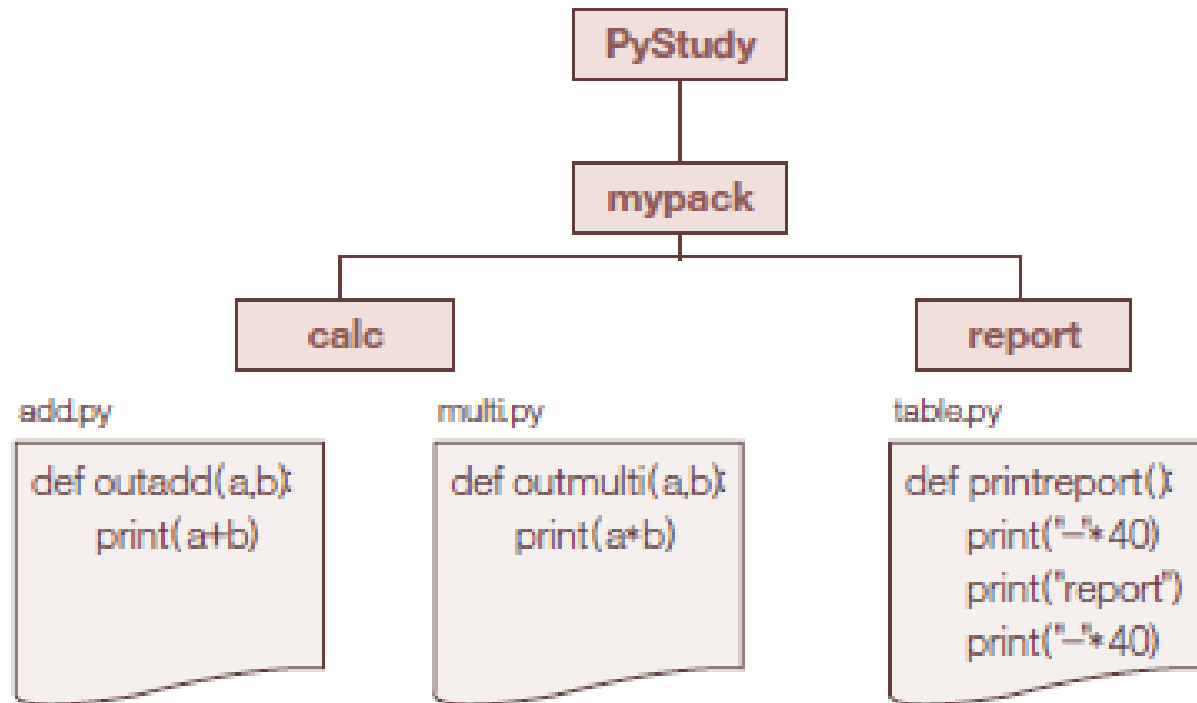 PyStudy
mypack
calc
report
add.py
def outadd(a,b):
print(a+b)
multi.py
def outmulti(a,b):
print(a*b)
table.py
def printreport():
print("-"*40)
print("report")
print("-"*40)